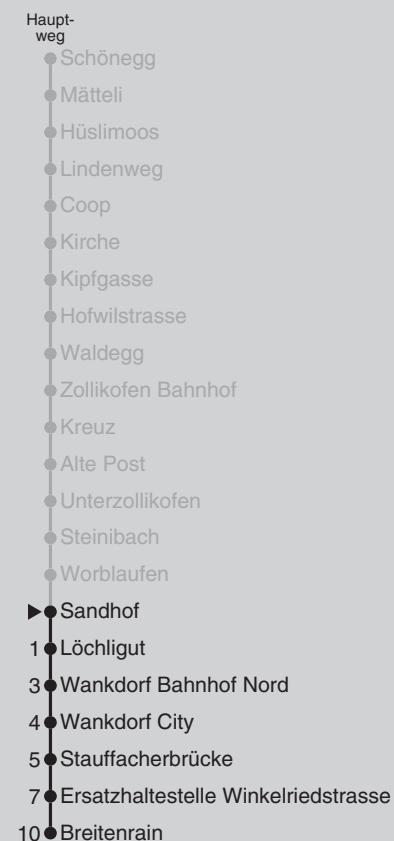 Haupt-
weg
Schönegg
Mätteli
Hüslimoos
Lindenweg
Coop
Kirche
Kipfgasse
Hofwilstrasse
Waldegg
Zollikofen Bahnhof
Kreuz
Alte Post
Unterzollikofen
Steinibach
Worblaufen
Sandhof
1 Löchligut
3 Wankdorf Bahnhof Nord
4 Wankdorf City
5 Stauffacherbrücke
7 Ersatzhaltestelle Winkelriedstrasse
10 Breitenrain